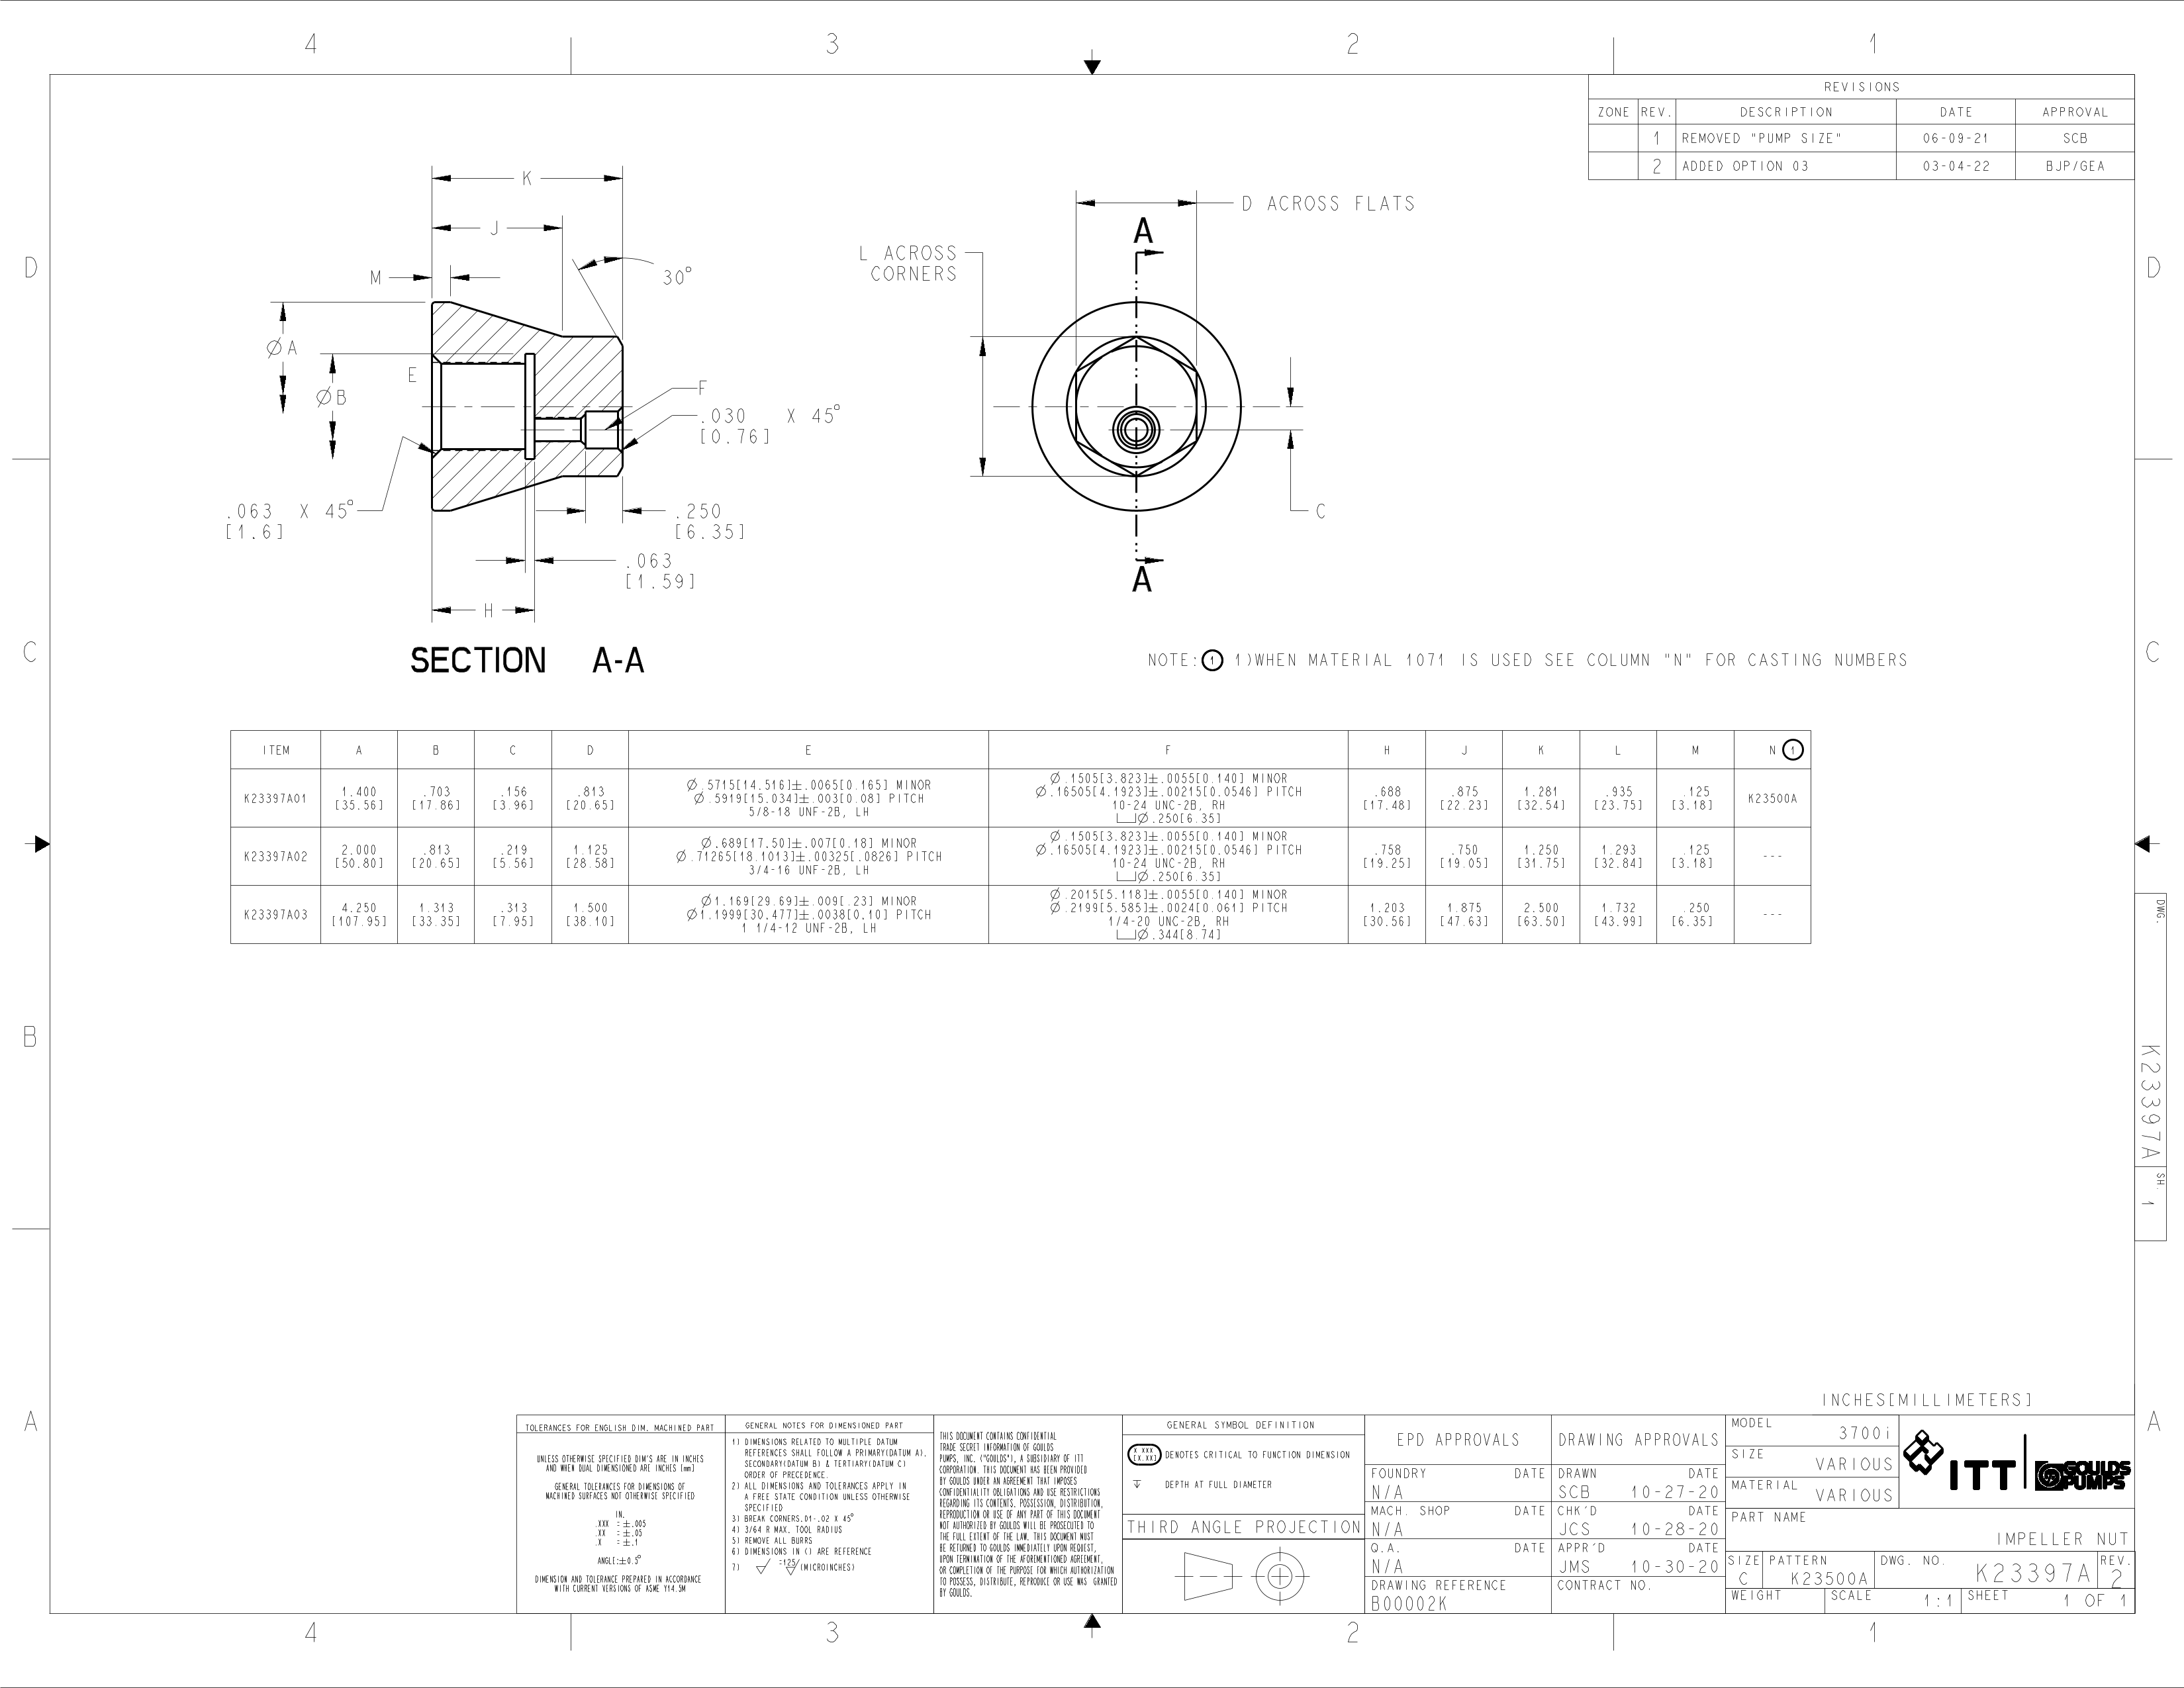 4 3 2 1
REVISIONS
ZONE REV. DESCRIPTION DATE APPROVAL
1 REMOVED "PUMP SIZE" 06-09-21 SCB
2 ADDED OPTION 03 03-04-22 BJP/GEA
D
D
K
J
M
30°
ØA
ØB
E
F
.030 X 45°
[0.76]
.063 X 45°
[1.6]
.250
[6.35]
.063
[1.59]
H
SECTION A-A
D ACROSS FLATS
L ACROSS
CORNERS
A
C
A
C
C
NOTE: 1 1)WHEN MATERIAL 1071 IS USED SEE COLUMN "N" FOR CASTING NUMBERS
ITEM A B C D E F H J K L M N 1
K23397A01
1.400
[35.56]
.703
[17.86]
.156
[3.96]
.813
[20.65]
Ø.5715[14.516]±.0065[0.165] MINOR
Ø.5919[15.034]±.003[0.08] PITCH
5/8-18 UNF-2B, LH
Ø.1505[3.823]±.0055[0.140] MINOR
Ø.16505[4.1923]±.00215[0.0546] PITCH
10-24 UNC-2B, RH
⌴Ø.250[6.35]
.688
[17.48]
.875
[22.23]
1.281
[32.54]
.935
[23.75]
.125
[3.18]
K23500A
K23397A02
2.000
[50.80]
.813
[20.65]
.219
[5.56]
1.125
[28.58]
Ø.689[17.50]±.007[0.18] MINOR
Ø.71265[18.1013]±.00325[.0826] PITCH
3/4-16 UNF-2B, LH
Ø.1505[3.823]±.0055[0.140] MINOR
Ø.16505[4.1923]±.00215[0.0546] PITCH
10-24 UNC-2B, RH
⌴Ø.250[6.35]
.758
[19.25]
.750
[19.05]
1.250
[31.75]
1.293
[32.84]
.125
[3.18]
---
K23397A03
4.250
[107.95]
1.313
[33.35]
.313
[7.95]
1.500
[38.10]
Ø1.169[29.69]±.009[.23] MINOR
Ø1.1999[30.477]±.0038[0.10] PITCH
1 1/4-12 UNF-2B, LH
Ø.2015[5.118]±.0055[0.140] MINOR
Ø.2199[5.585]±.0024[0.061] PITCH
1/4-20 UNC-2B, RH
⌴Ø.344[8.74]
1.203
[30.56]
1.875
[47.63]
2.500
[63.50]
1.732
[43.99]
.250
[6.35]
---
DWG.
K23397A
SH.
1
B
A
A
INCHES[MILLIMETERS]
TOLERANCES FOR ENGLISH DIM. MACHINED PART
UNLESS OTHERWISE SPECIFIED DIM'S ARE IN INCHES
AND WHEN DUAL DIMENSIONED ARE INCHES [mm]
GENERAL TOLERANCES FOR DIMENSIONS OF
MACHINED SURFACES NOT OTHERWISE SPECIFIED
IN.
.XXX =±.005
.XX =±.05
.X =±.1
ANGLE:±0.5°
DIMENSION AND TOLERANCE PREPARED IN ACCORDANCE
WITH CURRENT VERSIONS OF ASME Y14.5M
GENERAL NOTES FOR DIMENSIONED PART
1) DIMENSIONS RELATED TO MULTIPLE DATUM
REFERENCES SHALL FOLLOW A PRIMARY(DATUM A),
SECONDARY(DATUM B) & TERTIARY(DATUM C)
ORDER OF PRECEDENCE.
2) ALL DIMENSIONS AND TOLERANCES APPLY IN
A FREE STATE CONDITION UNLESS OTHERWISE
SPECIFIED
3) BREAK CORNERS.01-.02 X 45°
4) 3/64 R MAX. TOOL RADIUS
5) REMOVE ALL BURRS
6) DIMENSIONS IN () ARE REFERENCE
7) =125/(MICROINCHES)
THIS DOCUMENT CONTAINS CONFIDENTIAL
TRADE SECRET INFORMATION OF GOULDS
PUMPS, INC. ("GOULDS"), A SUBSIDIARY OF ITT
CORPORATION. THIS DOCUMENT HAS BEEN PROVIDED
BY GOULDS UNDER AN AGREEMENT THAT IMPOSES
CONFIDENTIALITY OBLIGATIONS AND USE RESTRICTIONS
REGARDING ITS CONTENTS. POSSESSION, DISTRIBUTION,
REPRODUCTION OR USE OF ANY PART OF THIS DOCUMENT
NOT AUTHORIZED BY GOULDS WILL BE PROSECUTED TO
THE FULL EXTENT OF THE LAW. THIS DOCUMENT MUST
BE RETURNED TO GOULDS IMMEDIATELY UPON REQUEST,
UPON TERMINATION OF THE AFOREMENTIONED AGREEMENT,
OR COMPLETION OF THE PURPOSE FOR WHICH AUTHORIZATION
TO POSSESS, DISTRIBUTE, REPRODUCE OR USE WAS GRANTED
BY GOULDS.
GENERAL SYMBOL DEFINITION
X.XXX
[X.XX]
DENOTES CRITICAL TO FUNCTION DIMENSION
DEPTH AT FULL DIAMETER
THIRD ANGLE PROJECTION
EPD APPROVALS
FOUNDRY DATE
N/A
MACH. SHOP DATE
N/A
Q.A. DATE
N/A
DRAWING REFERENCE
B00002K
DRAWING APPROVALS
DRAWN DATE
SCB 10-27-20
CHK'D DATE
JCS 10-28-20
APPR'D DATE
JMS 10-30-20
CONTRACT NO.
MODEL 3700i
SIZE VARIOUS
MATERIAL VARIOUS
ITT GOULDS
PUMPS
PART NAME
IMPELLER NUT
SIZE PATTERN DWG. NO. REV.
C K23500A K23397A 2
WEIGHT SCALE 1:1 SHEET 1 OF 1
4 3 2 1